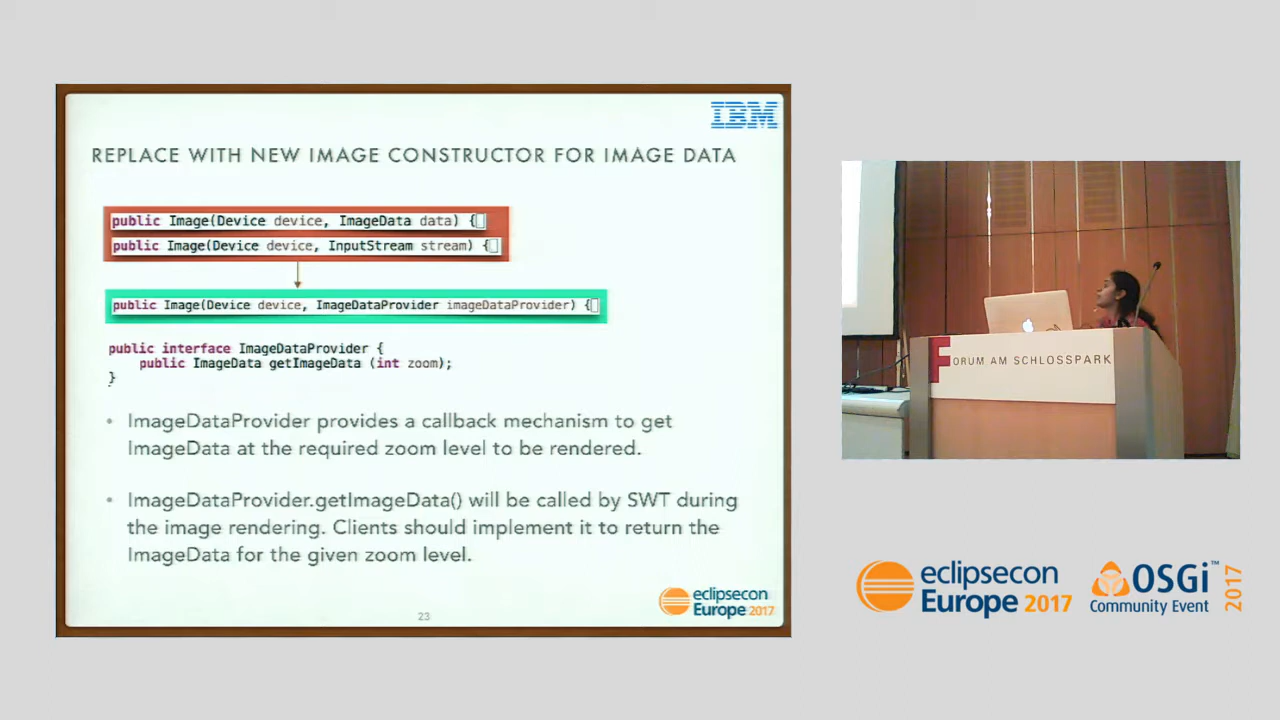 IBM
REPLACE WITH NEW IMAGE CONSTRUCTOR FOR IMAGE DATA
public Image(Device device, ImageData data) {
public Image(Device device, InputStream stream) {
public Image(Device device, ImageDataProvider imageDataProvider) {
public interface ImageDataProvider {
public ImageData getImageData (int zoom);
}
• ImageDataProvider provides a callback mechanism to get
ImageData at the required zoom level to be rendered.
• ImageDataProvider.getImageData() will be called by SWT during
the image rendering. Clients should implement it to return the
ImageData for the given zoom level.
23
eclipsecon
Europe 2017
FORUM AM SCHLOSSPARK
eclipsecon
Europe 2017
OSGi™
Community Event
2017